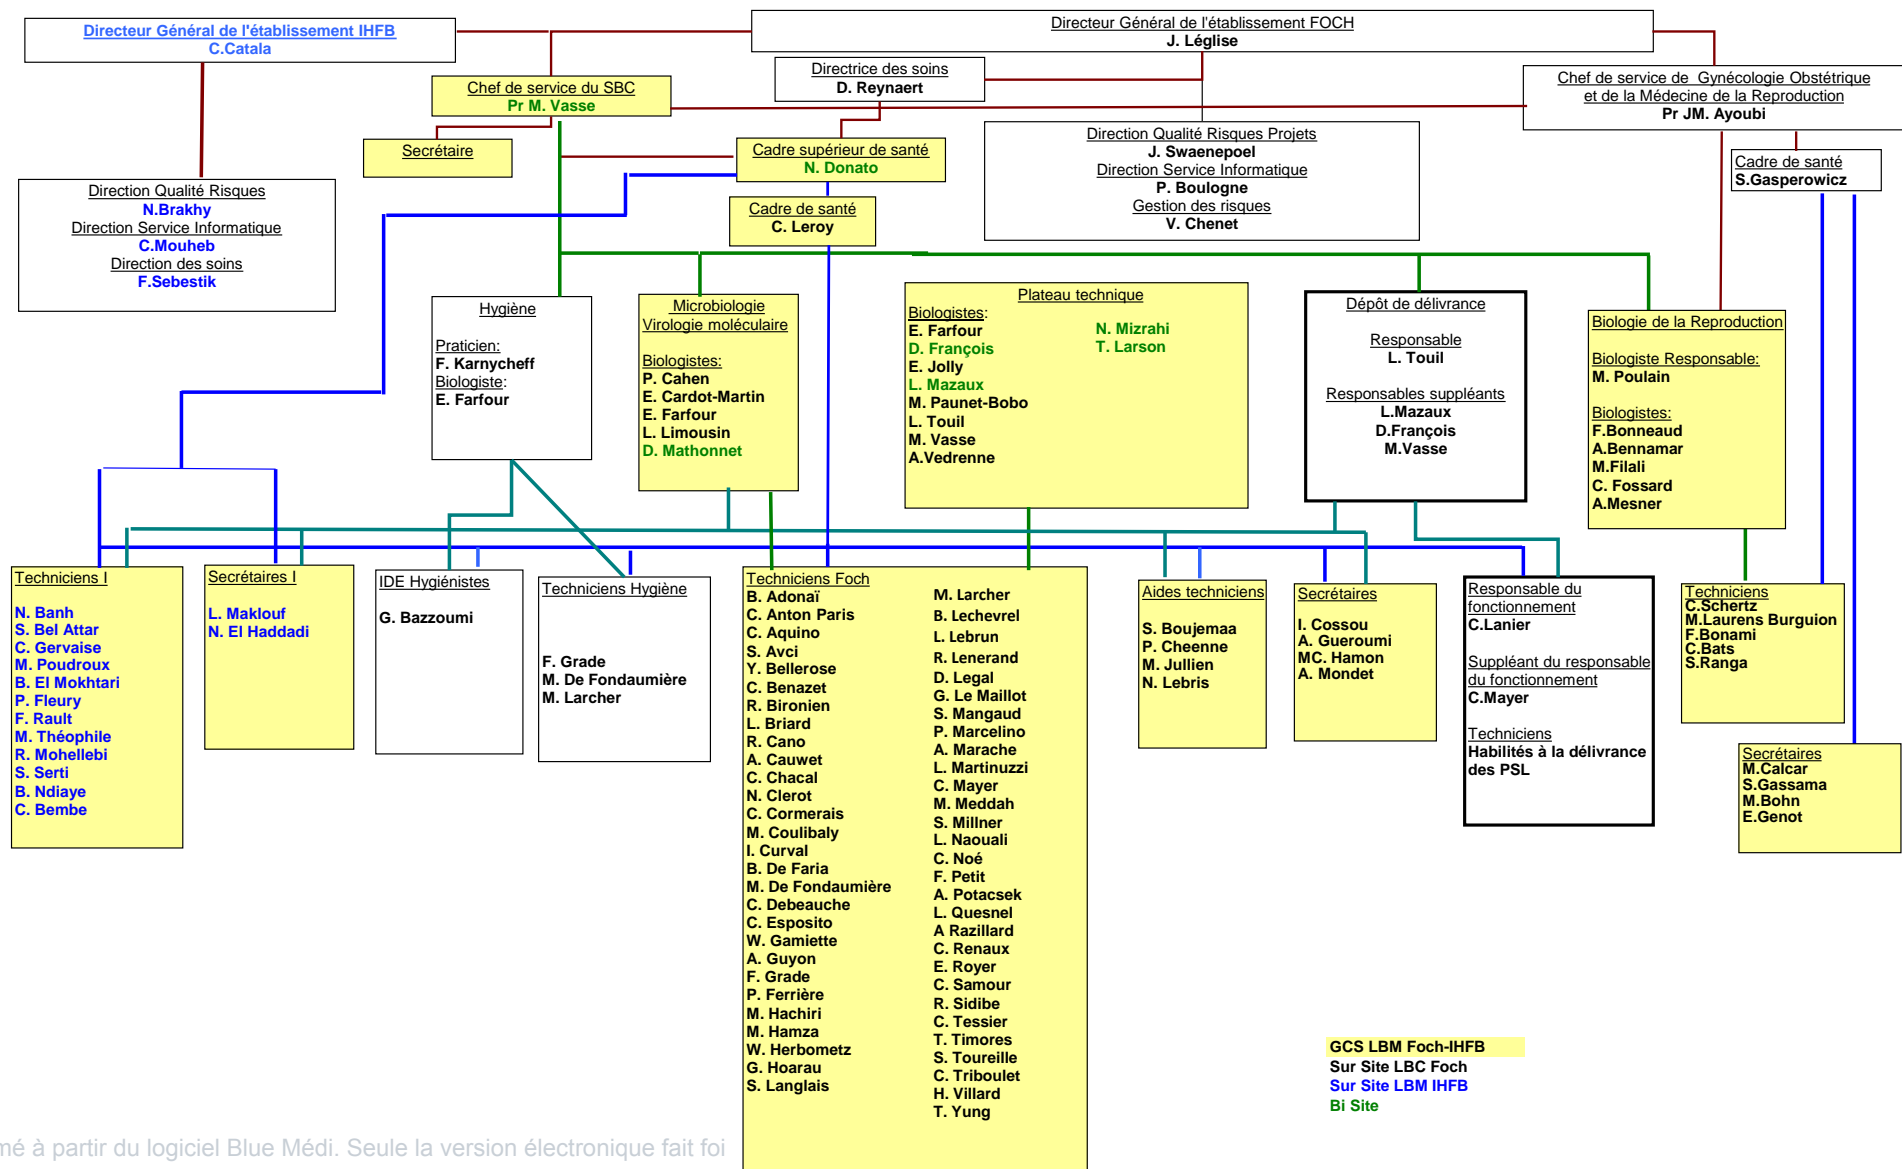 Directeur Général de l'établissement IHFB
C.Catala
Directeur Général de l'établissement FOCH
J. Léglise
Directrice des soins
D. Reynaert
Chef de service du SBC
Pr M. Vasse
Chef de service de Gynécologie Obstétrique
et de la Médecine de la Reproduction
Pr JM. Ayoubi
Secrétaire
Cadre supérieur de santé
N. Donato
Direction Qualité Risques Projets
J. Swaenepoel
Direction Service Informatique
P. Boulogne
Gestion des risques
V. Chenet
Cadre de santé
S.Gasperowicz
Direction Qualité Risques
N.Brakhy
Direction Service Informatique
C.Mouheb
Direction des soins
F.Sebestik
Cadre de santé
C. Leroy
Hygiène
Praticien:
F. Karnycheff
Biologiste:
E. Farfour
Microbiologie
Virologie moléculaire
Biologistes:
P. Cahen
E. Cardot-Martin
E. Farfour
L. Limousin
D. Mathonnet
Plateau technique
Biologistes:
E. Farfour
D. François
E. Jolly
L. Mazaux
M. Paunet-Bobo
L. Touil
M. Vasse
A.Vedrenne
N. Mizrahi
T. Larson
Dépôt de délivrance
Responsable
L. Touil
Responsables suppléants
L.Mazaux
D.François
M.Vasse
Biologie de la Reproduction
Biologiste Responsable:
M. Poulain
Biologistes:
F.Bonneaud
A.Bennamar
M.Filali
C. Fossard
A.Mesner
Techniciens I
N. Banh
S. Bel Attar
C. Gervaise
M. Poudroux
B. El Mokhtari
P. Fleury
F. Rault
M. Théophile
R. Mohellebi
S. Serti
B. Ndiaye
C. Bembe
Secrétaires I
L. Maklouf
N. El Haddadi
IDE Hygiénistes
G. Bazzoumi
Techniciens Hygiène
F. Grade
M. De Fondaumière
M. Larcher
Techniciens Foch
B. Adonaï
C. Anton Paris
C. Aquino
S. Avci
Y. Bellerose
C. Benazet
R. Bironien
L. Briard
R. Cano
A. Cauwet
C. Chacal
N. Clerot
C. Cormerais
M. Coulibaly
I. Curval
B. De Faria
M. De Fondaumière
C. Debeauche
C. Esposito
W. Gamiette
A. Guyon
F. Grade
P. Ferrière
M. Hachiri
M. Hamza
W. Herbometz
G. Hoarau
S. Langlais
M. Larcher
B. Lechevrel
L. Lebrun
R. Lenerand
D. Legal
G. Le Maillot
S. Mangaud
P. Marcelino
A. Marache
L. Martinuzzi
C. Mayer
M. Meddah
S. Millner
L. Naouali
C. Noé
F. Petit
A. Potacsek
L. Quesnel
A Razillard
C. Renaux
E. Royer
C. Samour
R. Sidibe
C. Tessier
T. Timores
S. Toureille
C. Triboulet
H. Villard
T. Yung
Aides techniciens
S. Boujemaa
P. Cheenne
M. Jullien
N. Lebris
Secrétaires
I. Cossou
A. Gueroumi
MC. Hamon
A. Mondet
Responsable du
fonctionnement
C.Lanier
Suppléant du responsable
du fonctionnement
C.Mayer
Techniciens
Habilités à la délivrance
des PSL
Techniciens
C.Schertz
M.Laurens Burguion
F.Bonami
C.Bats
S.Ranga
Secrétaires
M.Calcar
S.Gassama
M.Bohn
E.Genot
GCS LBM Foch-IHFB
Sur Site LBC Foch
Sur Site LBM IHFB
Bi Site
mé à partir du logiciel Blue Médi. Seule la version électronique fait foi